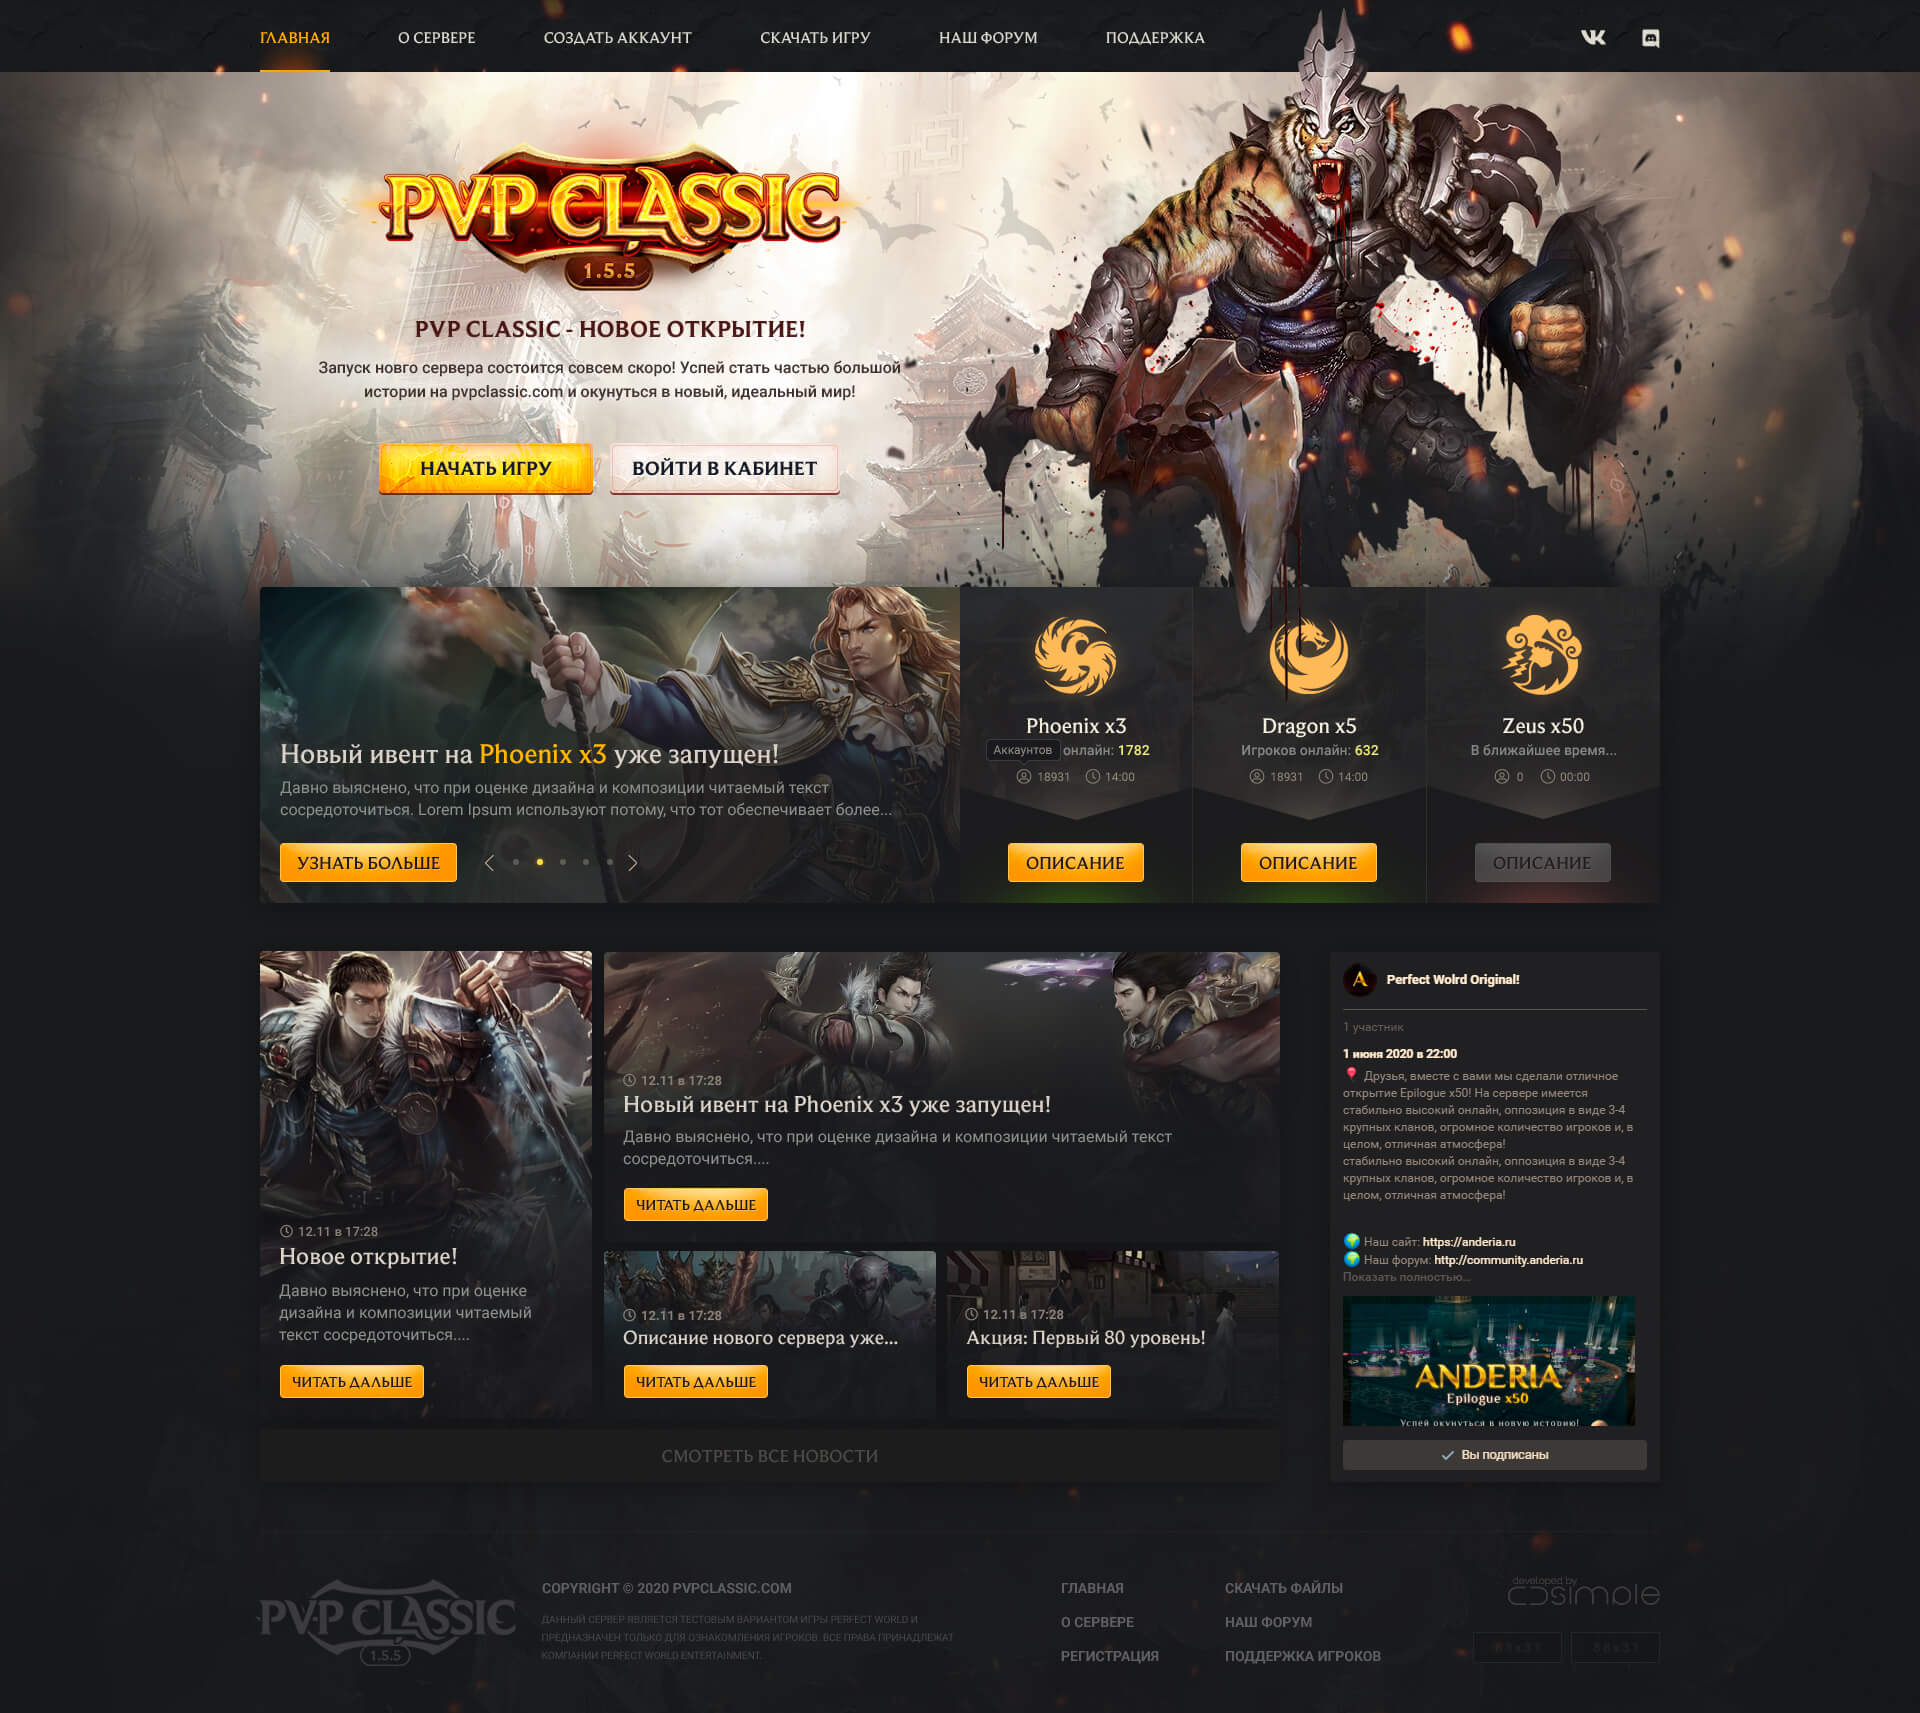 ГЛАВНАЯ
О СЕРВЕРЕ
СОЗДАТЬ АККАУНТ
СКАЧАТЬ ИГРУ
НАШ ФОРУМ
ПОДДЕРЖКА
PVP CLASSIC
1.5.5
PVP CLASSIC - НОВОЕ ОТКРЫТИЕ!
Запуск новго сервера состоится совсем скоро! Успей стать частью большой
истории на pvpclassic.com и окунуться в новый, идеальный мир!
НАЧАТЬ ИГРУ
ВОЙТИ В КАБИНЕТ
Новый ивент на Phoenix x3 уже запущен!
Давно выяснено, что при оценке дизайна и композиции читаемый текст
сосредоточиться. Lorem Ipsum используют потому, что тот обеспечивает более...
УЗНАТЬ БОЛЬШЕ
Phoenix x3
Аккаунтов онлайн: 1782
18931 14:00
ОПИСАНИЕ
Dragon x5
Игроков онлайн: 632
18931 14:00
ОПИСАНИЕ
Zeus x50
В ближайшее время...
0 00:00
ОПИСАНИЕ
12.11 в 17:28
Новое открытие!
Давно выяснено, что при оценке
дизайна и композиции читаемый
текст сосредоточиться....
ЧИТАТЬ ДАЛЬШЕ
12.11 в 17:28
Новый ивент на Phoenix x3 уже запущен!
Давно выяснено, что при оценке дизайна и композиции читаемый текст
сосредоточиться....
ЧИТАТЬ ДАЛЬШЕ
12.11 в 17:28
Описание нового сервера уже...
ЧИТАТЬ ДАЛЬШЕ
12.11 в 17:28
Акция: Первый 80 уровень!
ЧИТАТЬ ДАЛЬШЕ
СМОТРЕТЬ ВСЕ НОВОСТИ
A
Perfect Wolrd Original!
1 участник
1 июня 2020 в 22:00
Друзья, вместе с вами мы сделали отличное
открытие Epilogue x50! На сервере имеется
стабильно высокий онлайн, оппозиция в виде 3-4
крупных кланов, огромное количество игроков и, в
целом, отличная атмосфера!
стабильно высокий онлайн, оппозиция в виде 3-4
крупных кланов, огромное количество игроков и, в
целом, отличная атмосфера!
Наш сайт: https://anderia.ru
Наш форум: http://community.anderia.ru
Показать полностью...
ANDERIA
Epilogue x50
Успей окунуться в новую историю!
Вы подписаны
PVP CLASSIC
1.5.5
COPYRIGHT © 2020 PVPCLASSIC.COM
ДАННЫЙ СЕРВЕР ЯВЛЯЕТСЯ ТЕСТОВЫМ ВАРИАНТОМ ИГРЫ PERFECT WORLD И
ПРЕДНАЗНАЧЕН ТОЛЬКО ДЛЯ ОЗНАКОМЛЕНИЯ ИГРОКОВ. ВСЕ ПРАВА ПРИНАДЛЕЖАТ
КОМПАНИИ PERFECT WORLD ENTERTAINMENT.
ГЛАВНАЯ
О СЕРВЕРЕ
РЕГИСТРАЦИЯ
СКАЧАТЬ ФАЙЛЫ
НАШ ФОРУМ
ПОДДЕРЖКА ИГРОКОВ
developed by
simple
88x31
88x31